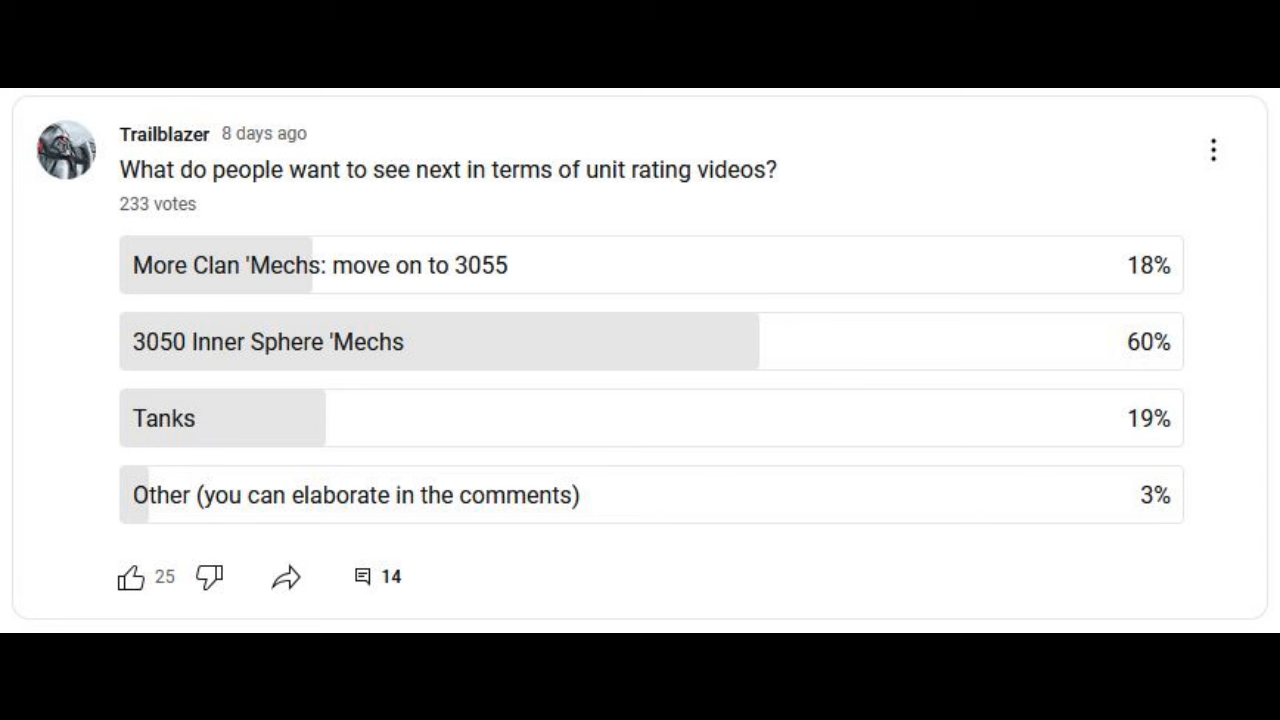 Trailblazer 8 days ago
What do people want to see next in terms of unit rating videos?
233 votes
More Clan 'Mechs: move on to 3055 18%
3050 Inner Sphere 'Mechs 60%
Tanks 19%
Other (you can elaborate in the comments) 3%
25 14